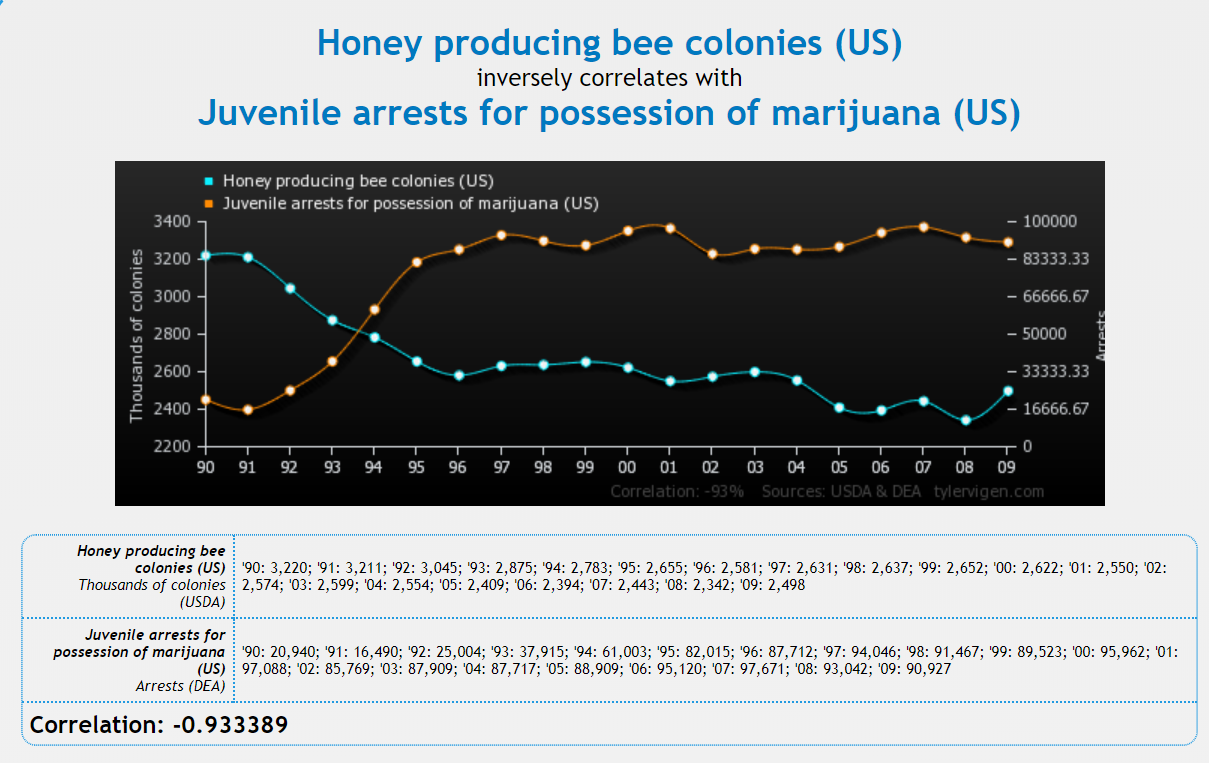 Honey producing bee colonies (US)
inversely correlates with
Juvenile arrests for possession of marijuana (US)
Honey producing bee colonies (US)
Juvenile arrests for possession of marijuana (US)
Thousands of colonies
3400
3200
3000
2800
2600
2400
2200
100000
83333.33
66666.67
50000
33333.33
16666.67
0
Arrests
90 91 92 93 94 95 96 97 98 99 00 01 02 03 04 05 06 07 08 09
Correlation: -93% Sources: USDA & DEA tylervigen.com
Honey producing bee
colonies (US)
Thousands of colonies
(USDA)
'90: 3,220; '91: 3,211; '92: 3,045; '93: 2,875; '94: 2,783; '95: 2,655; '96: 2,581; '97: 2,631; '98: 2,637; '99: 2,652; '00: 2,622; '01: 2,550; '02:
2,574; '03: 2,599; '04: 2,554; '05: 2,409; '06: 2,394; '07: 2,443; '08: 2,342; '09: 2,498
Juvenile arrests for
possession of marijuana
(US)
Arrests (DEA)
'90: 20,940; '91: 16,490; '92: 25,004; '93: 37,915; '94: 61,003; '95: 82,015; '96: 87,712; '97: 94,046; '98: 91,467; '99: 89,523; '00: 95,962; '01:
97,088; '02: 85,769; '03: 87,909; '04: 87,717; '05: 88,909; '06: 95,120; '07: 97,671; '08: 93,042; '09: 90,927
Correlation: -0.933389